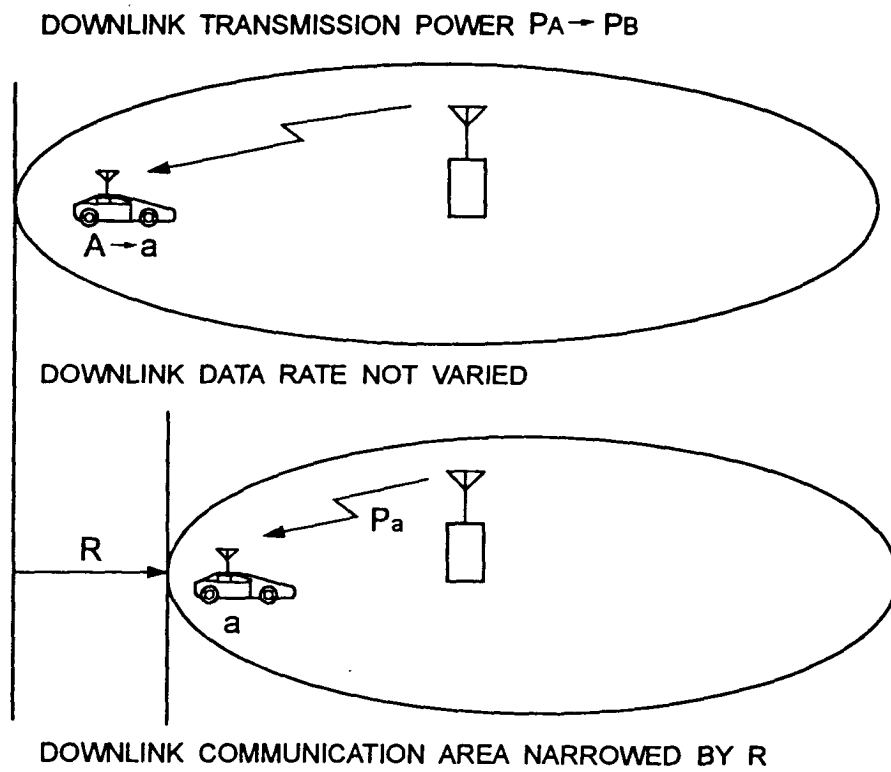 DOWNLINK TRANSMISSION POWER PA→ PB
A→a
DOWNLINK DATA RATE NOT VARIED
Pa
R
a
DOWNLINK COMMUNICATION AREA NARROWED BY R